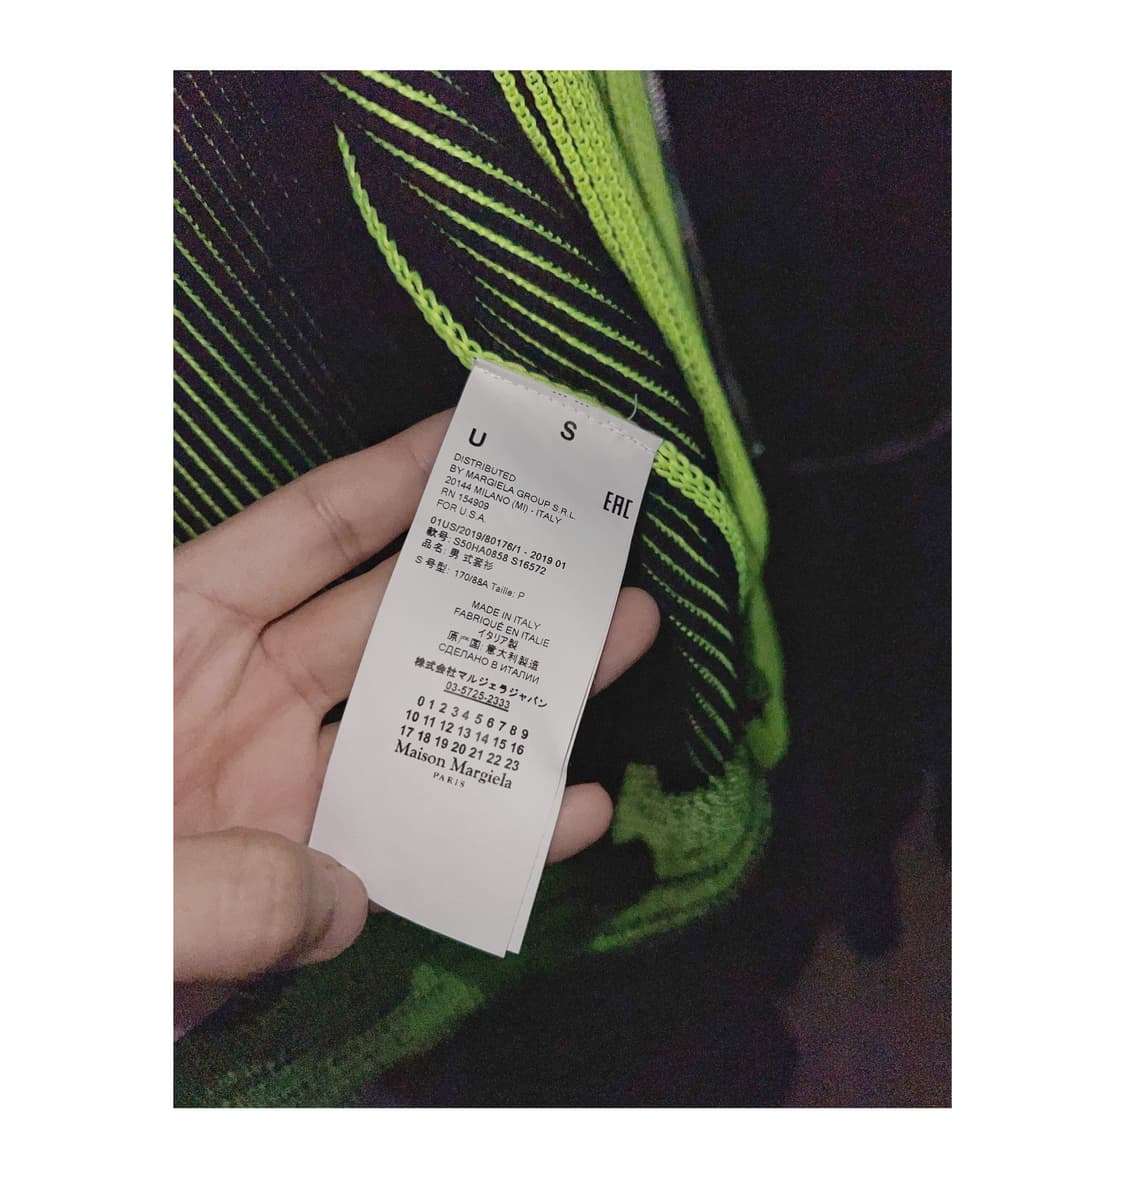 U
S
EAC
DISTRIBUTED
BY MARGIELA GROUP S.R.L.
20144 MILANO (MI) - ITALY
RN 154909
FOR U.S.A.
01US/2019/80176/1 - 2019 01
款号: S50HA0858 S16572
品名: 男 式套衫
S 号型: 170/88A Taille: P
MADE IN ITALY
FABRIQUÉ EN ITALIE
イタリア製
原产国 意大利製造
СДЕЛАНО В ИТАЛИИ
株式会社マルジェラジャパン
03-5725-2333
0 1 2 3 4 5 6 7 8 9
10 11 12 13 14 15 16
17 18 19 20 21 22 23
Maison Margiela
PARIS